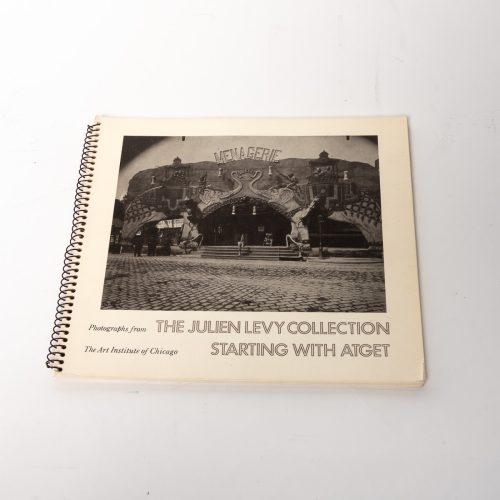 MENAGERIE
Photographs from THE JULIEN LEVY COLLECTION
The Art Institute of Chicago STARTING WITH ATGET